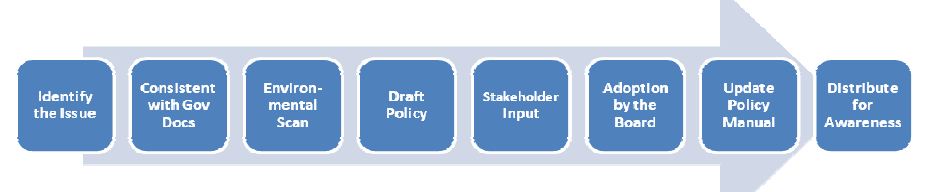 Identify
the Issue
Consistent
with Gov
Docs
Environ-
mental
Scan
Draft
Policy
Stakeholder
Input
Adoption
by the
Board
Update
Policy
Manual
Distribute
for
Awareness